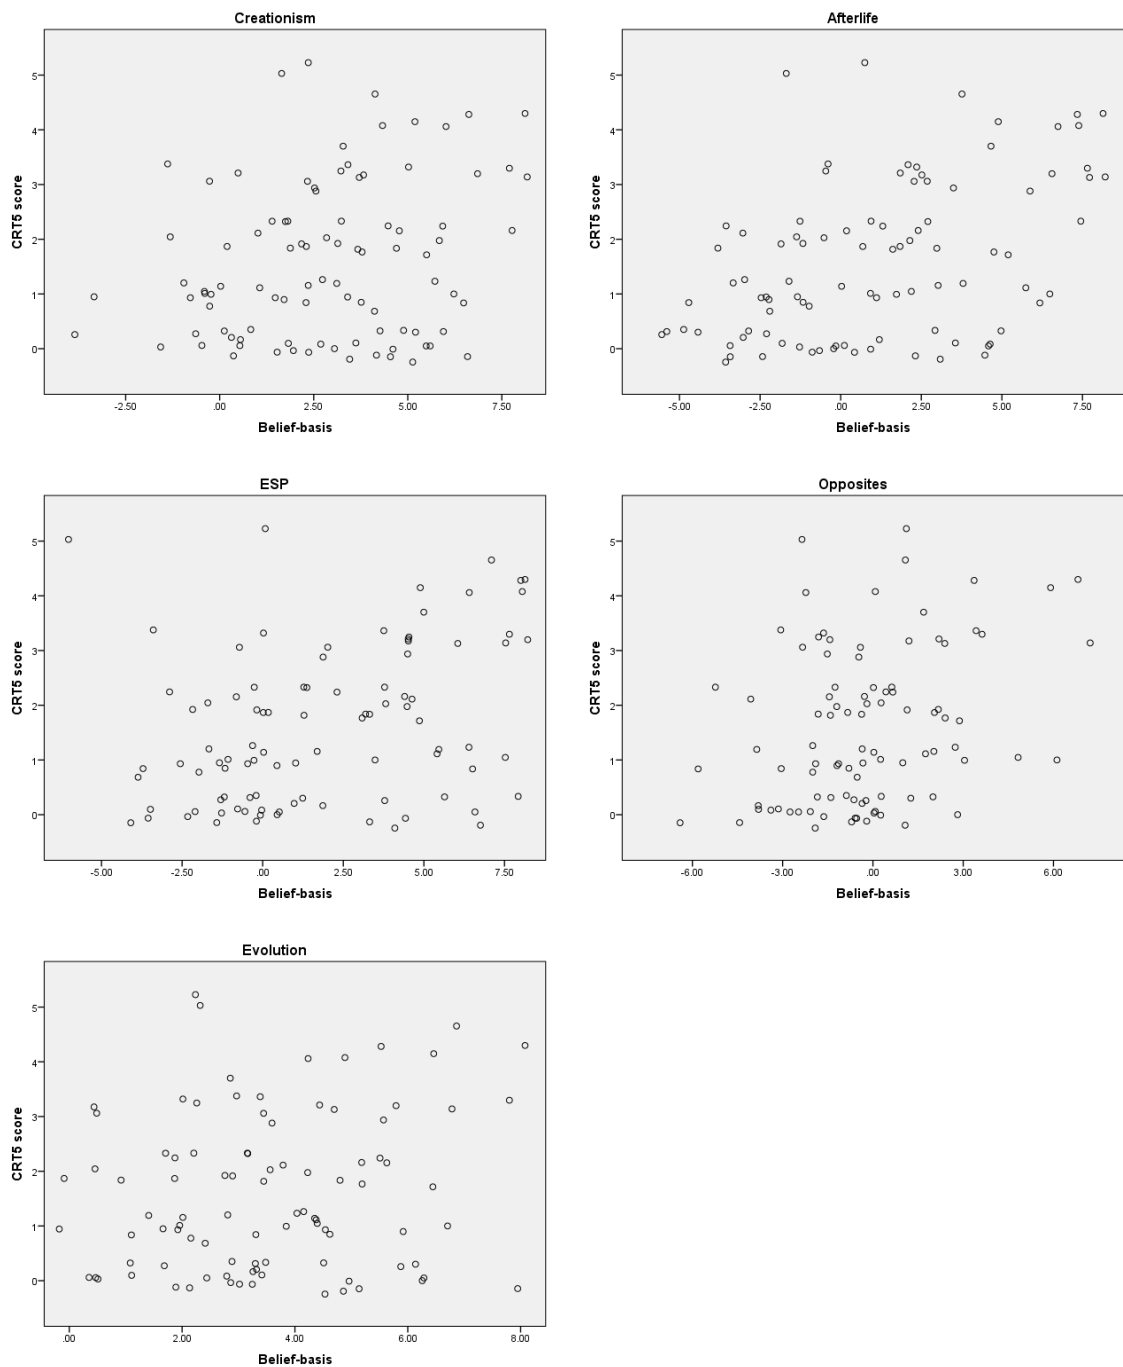 Creationism
CRT5 score
5
4
3
2
1
0
-2.50 .00 2.50 5.00 7.50
Belief-basis
Afterlife
CRT5 score
5
4
3
2
1
0
-5.00 -2.50 .00 2.50 5.00 7.50
Belief-basis
ESP
CRT5 score
5
4
3
2
1
0
-5.00 -2.50 .00 2.50 5.00 7.50
Belief-basis
Opposites
CRT5 score
5
4
3
2
1
0
-6.00 -3.00 .00 3.00 6.00
Belief-basis
Evolution
CRT5 score
5
4
3
2
1
0
.00 2.00 4.00 6.00 8.00
Belief-basis